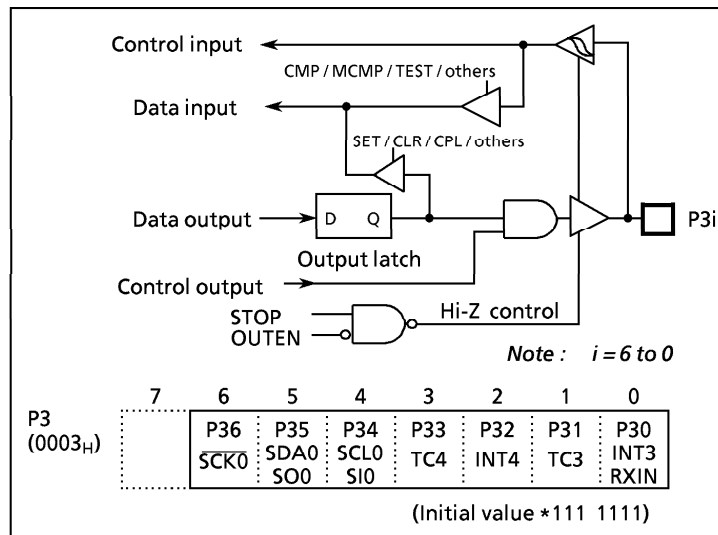 Control input
CMP / MCMP / TEST / others
Data input
SET / CLR / CPL / others
Data output
D Q
P3i
Output latch
Control output
STOP
OUTEN
Hi-Z control
Note : i = 6 to 0
7 6 5 4 3 2 1 0
P3
(0003H)
P36 P35 P34 P33 P32 P31 P30
SCK0 SDA0 SCL0 TC4 INT4 TC3 INT3
SO0 SI0 RXIN
(Initial value *111 1111)